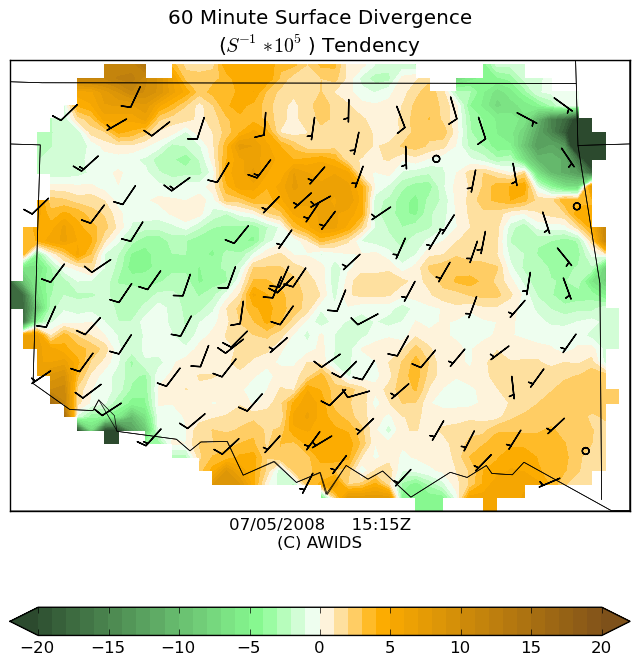 60 Minute Surface Divergence
(S⁻¹ * 10⁵ ) Tendency
07/05/2008 15:15Z
(C) AWIDS
−20 −15 −10 −5 0 5 10 15 20